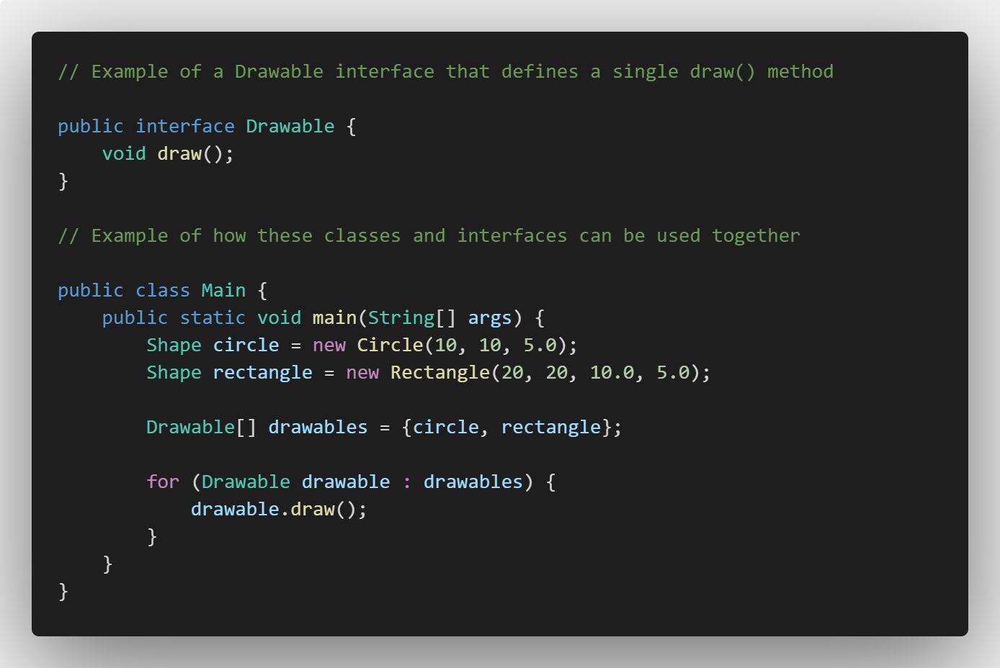 // Example of a Drawable interface that defines a single draw() method
public interface Drawable {
    void draw();
}
// Example of how these classes and interfaces can be used together
public class Main {
    public static void main(String[] args) {
        Shape circle = new Circle(10, 10, 5.0);
        Shape rectangle = new Rectangle(20, 20, 10.0, 5.0);
        Drawable[] drawables = {circle, rectangle};
        for (Drawable drawable : drawables) {
            drawable.draw();
        }
    }
}